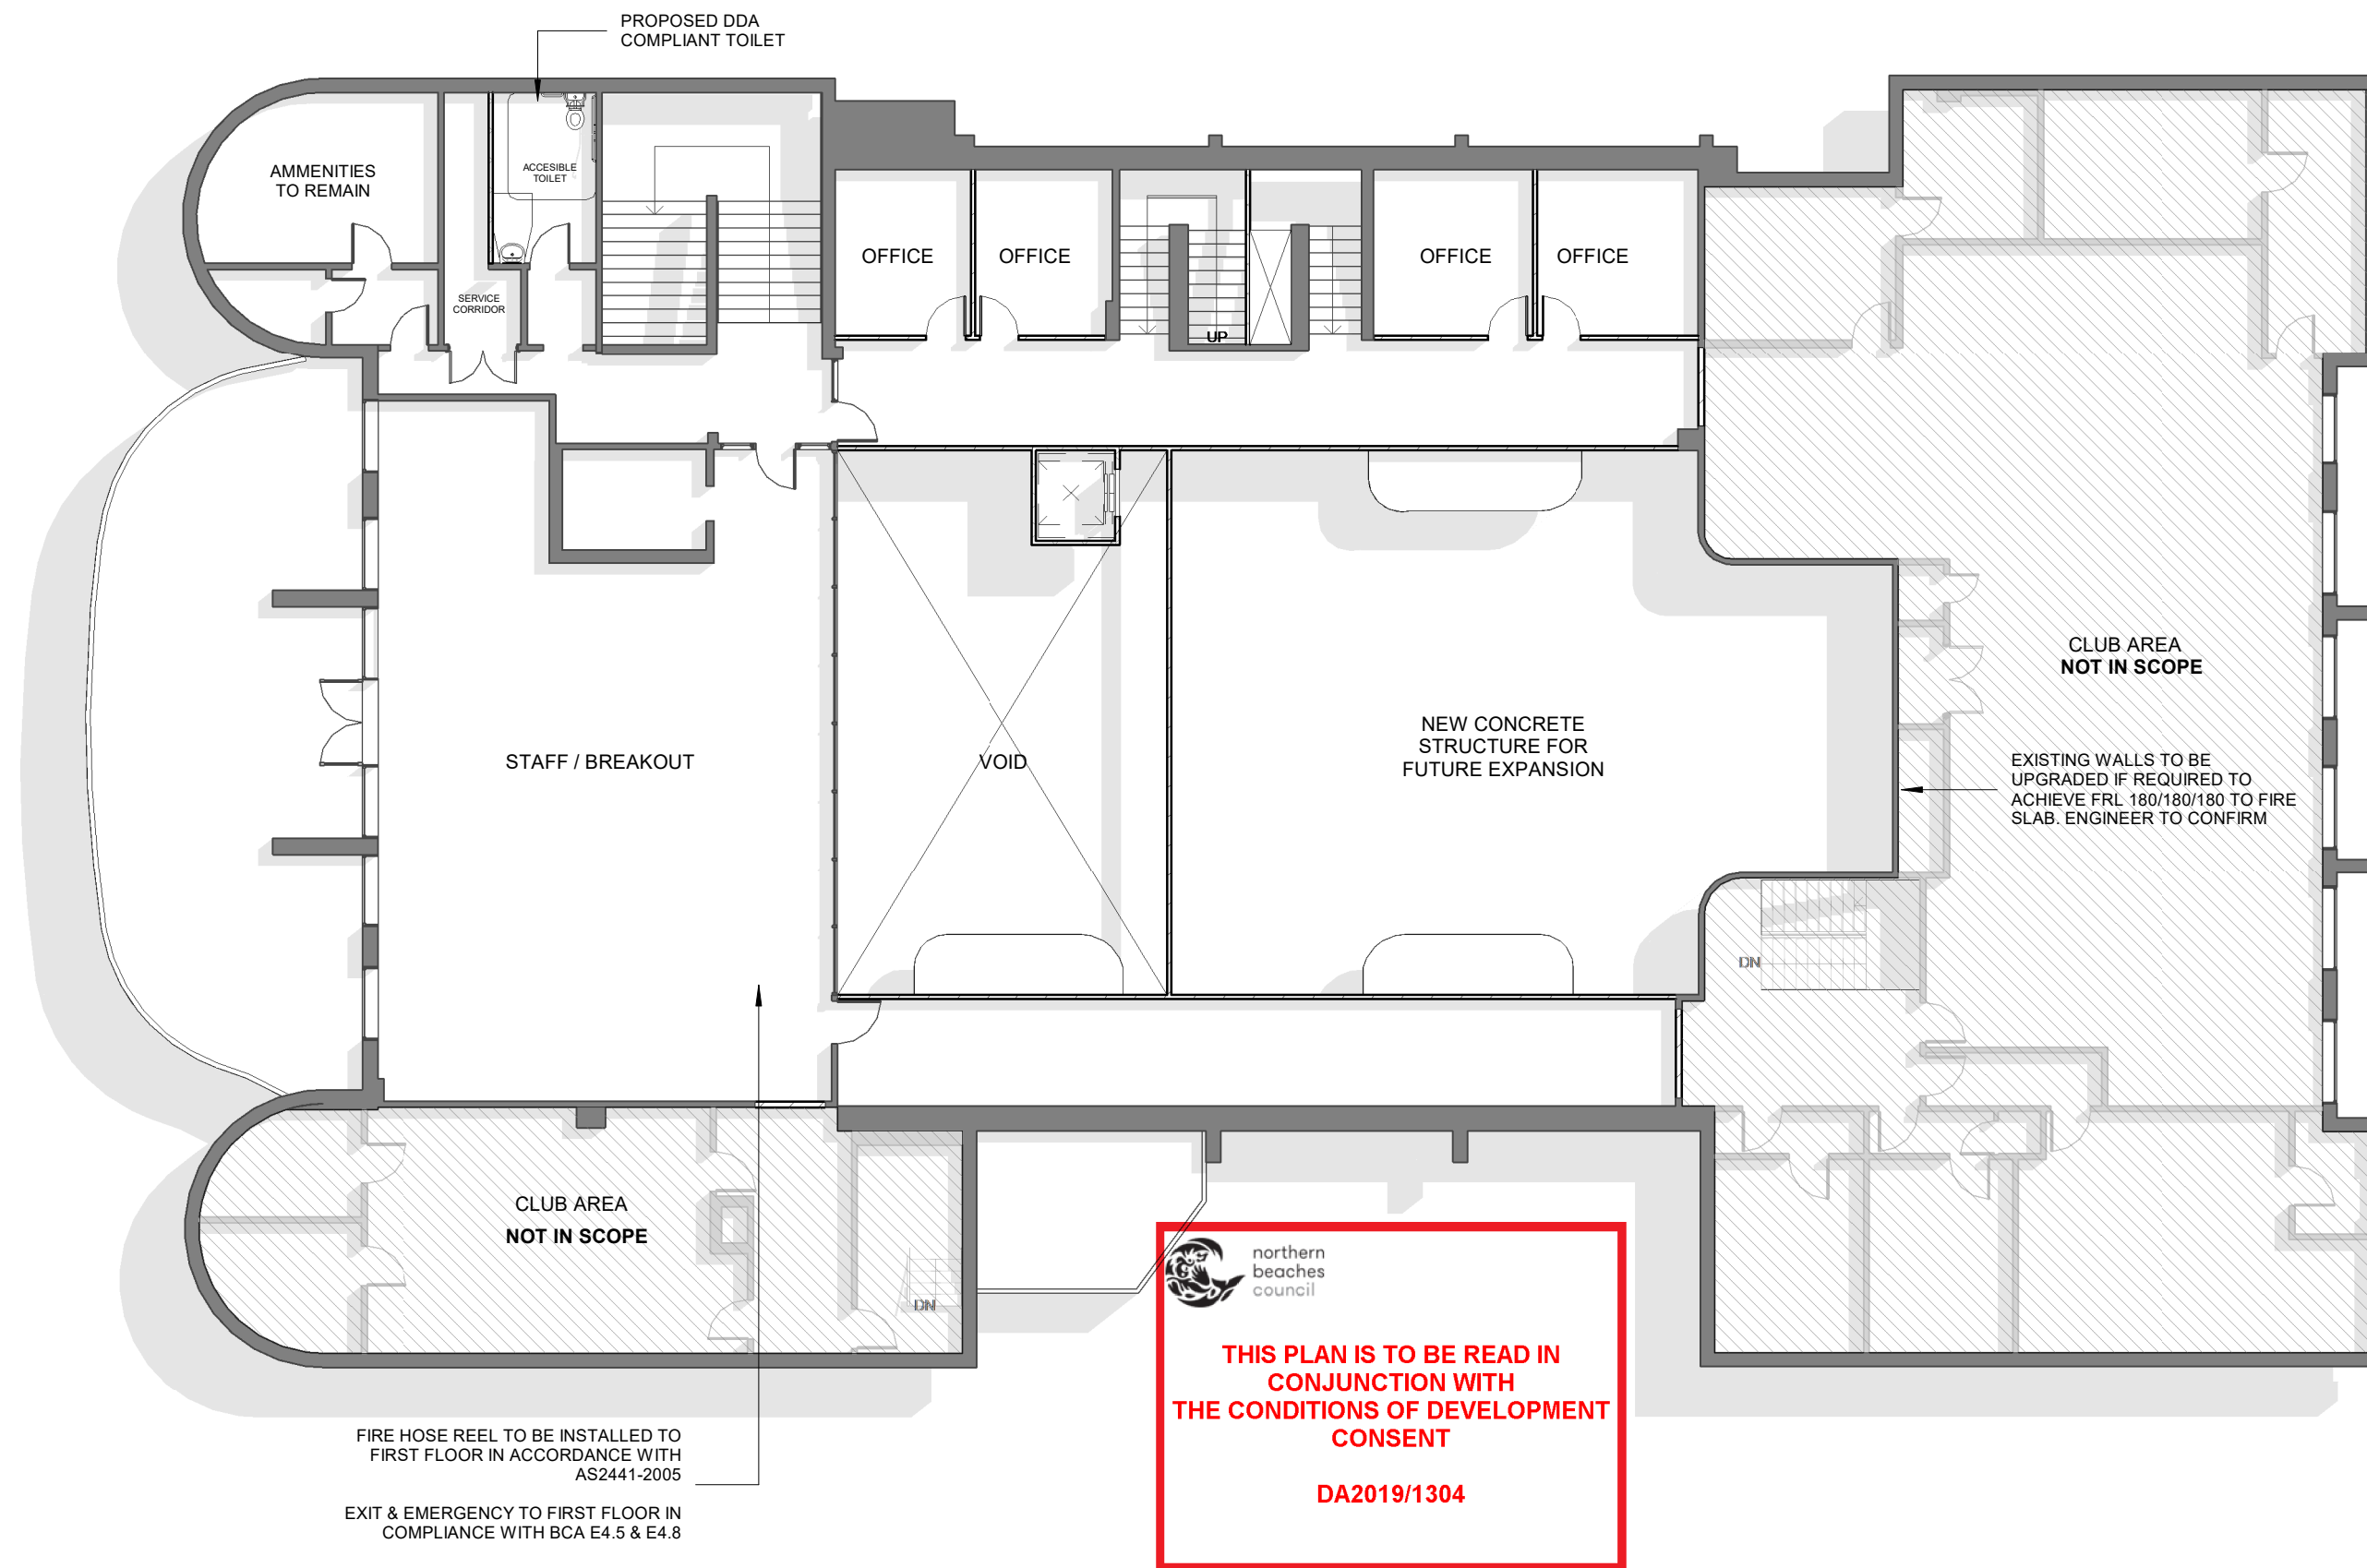 PROPOSED DDA
COMPLIANT TOILET
AMMENITIES
TO REMAIN
ACCESIBLE
TOILET
SERVICE
CORRIDOR
OFFICE
OFFICE
OFFICE
OFFICE
UP
CLUB AREA
NOT IN SCOPE
STAFF / BREAKOUT
VOID
NEW CONCRETE
STRUCTURE FOR
FUTURE EXPANSION
EXISTING WALLS TO BE
UPGRADED IF REQUIRED TO
ACHIEVE FRL 180/180/180 TO FIRE
SLAB. ENGINEER TO CONFIRM
DN
CLUB AREA
NOT IN SCOPE
DN
northern
beaches
council
THIS PLAN IS TO BE READ IN
CONJUNCTION WITH
THE CONDITIONS OF DEVELOPMENT
CONSENT
DA2019/1304
FIRE HOSE REEL TO BE INSTALLED TO
FIRST FLOOR IN ACCORDANCE WITH
AS2441-2005
EXIT & EMERGENCY TO FIRST FLOOR IN
COMPLIANCE WITH BCA E4.5 & E4.8